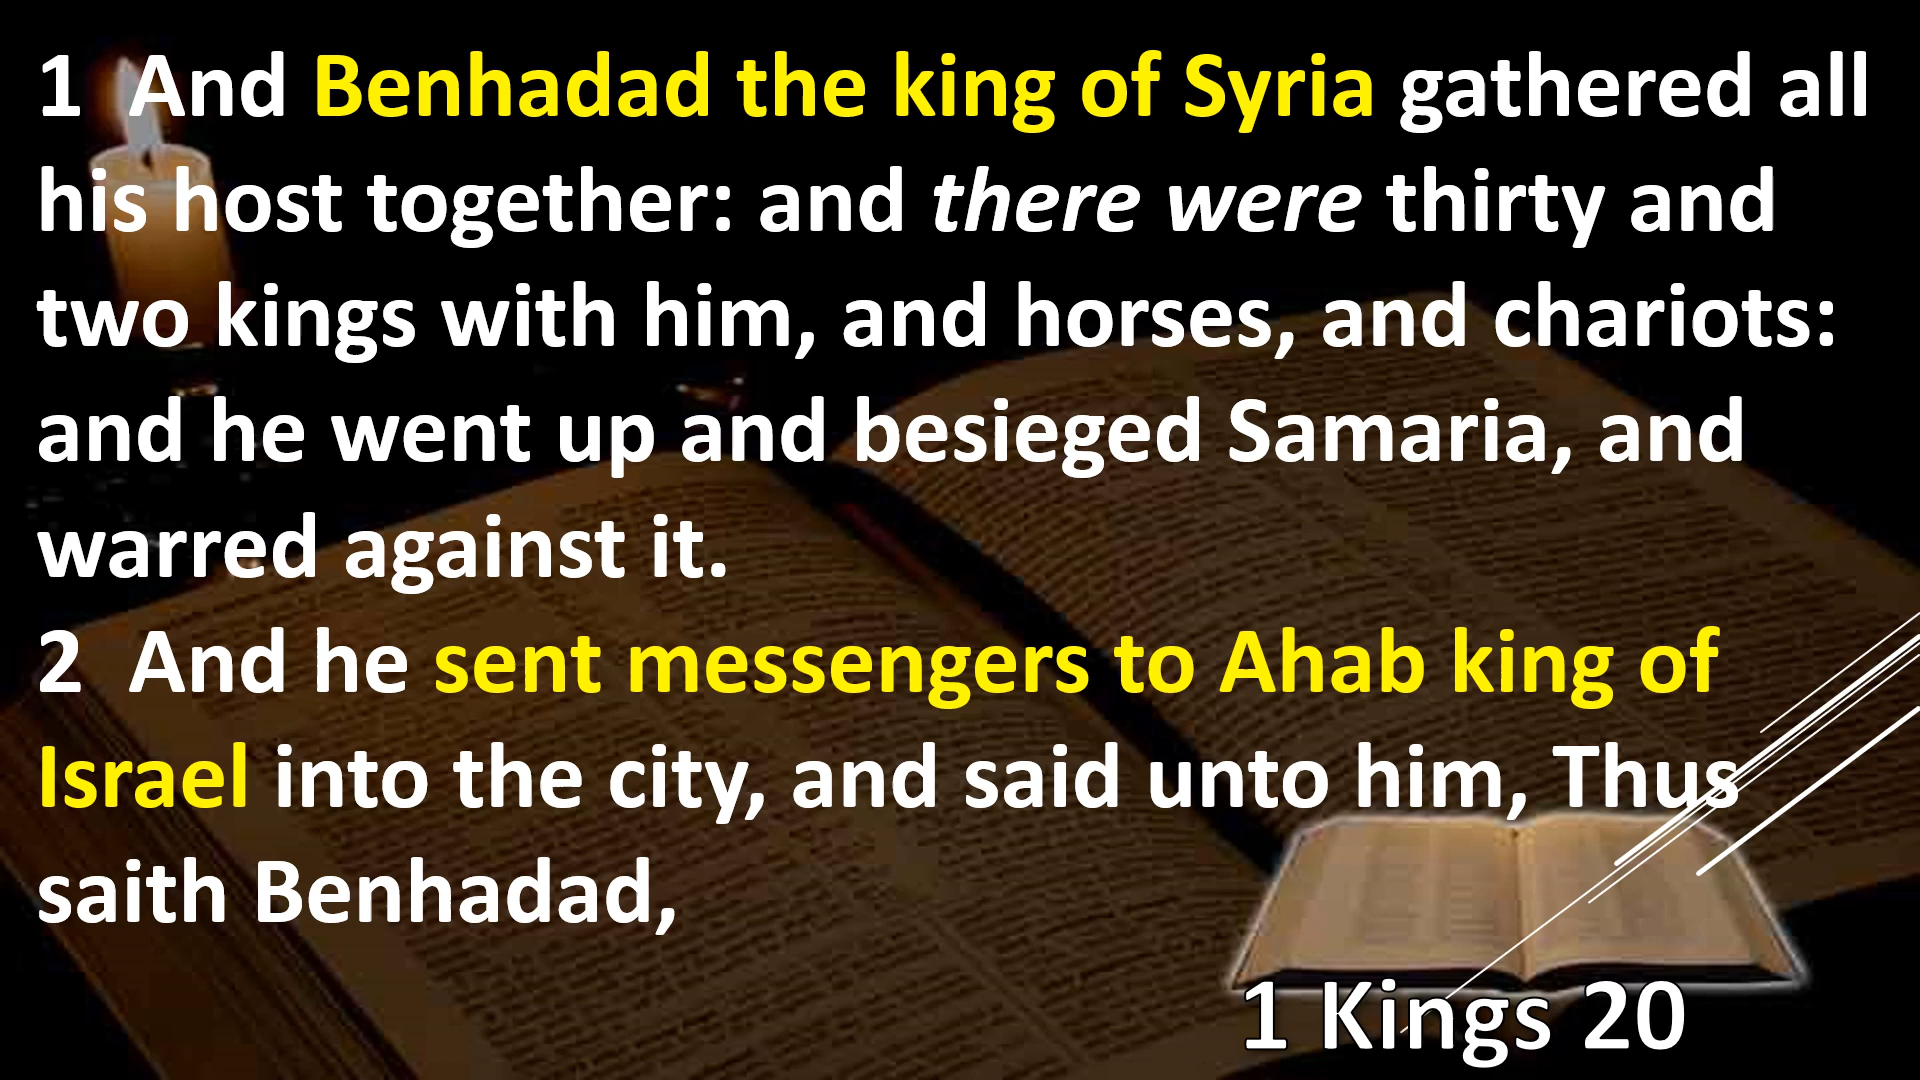 1 And Benhadad the king of Syria gathered all
his host together: and there were thirty and
two kings with him, and horses, and chariots:
and he went up and besieged Samaria, and
warred against it.
2 And he sent messengers to Ahab king of
Israel into the city, and said unto him, Thus
saith Benhadad,
1 Kings 20